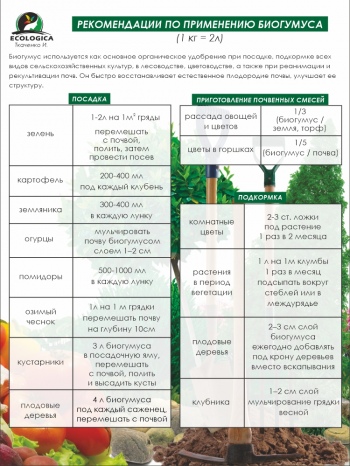 ECOLOGICA
Ткаченко И
РЕКОМЕНДАЦИИ ПО ПРИМЕНЕНИЮ БИОГУМУСА
(1 кг = 2л)
Биогумус используется как основное органическое удобрение при посадке, подкормке всех
видов сельскохозяйственных культур, в лесоводстве, цветоводстве, а также при реанимации и
рекультивации почв. Он быстро восстанавливает естественное плодородие почвы, улучшает ее
структуру.
ПОСАДКА
зелень
1-2л на 1м² гряды
перемешать
с почвой,
полить, затем
провести посев
картофель
200-400 мл
под каждый клубень
земляника
300-400 мл
в каждую лунку
огурцы
мульчировать
почву биогумусом
слоем 1–2 см
помидоры
500-1000 мл
в каждую лунку
озимый
чеснок
1л на 1 м грядки
перемешать почву
на глубину 10см
кустарники
3 л биогумуса
в посадочную яму,
перемешать
с почвой, полить
и высадить кусты
плодовые
деревья
4 л биогумуса
под каждый саженец,
перемешать с почвой
ПРИГОТОВЛЕНИЕ ПОЧВЕННЫХ СМЕСЕЙ
рассада овощей
и цветов
1/3
(биогумус /
земля, торф)
цветы в горшках
1/5
(биогумус / почва)
ПОДКОРМКА
комнатные
цветы
2-3 ст. ложки
под растение
1 раз в 2 месяца
растения
в период
вегетации
1 л на 1м клумбы
1 раз в месяц
подсыпать вокруг
стеблей или в
междурядье
плодовые
деревья
2–3 см слой
биогумуса
ежегодно добавлять
под крону деревьев
вместо вскапывания
клубника
1–2 см слой
мульчирование грядки
весной